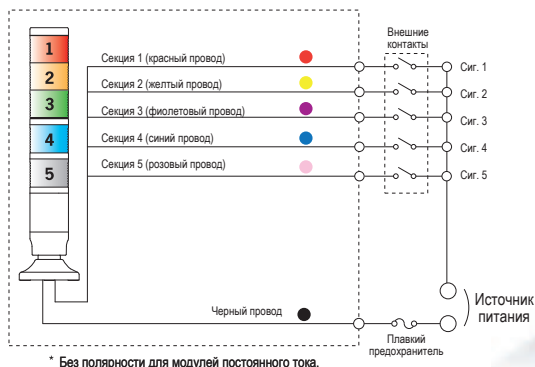 Внешние
контакты
1
2
3
4
5
Секция 1 (красный провод)
Сиг. 1
Секция 2 (желтый провод)
Сиг. 2
Секция 3 (фиолетовый провод)
Сиг. 3
Секция 4 (синий провод)
Сиг. 4
Секция 5 (розовый провод)
Сиг. 5
Черный провод
Источник
питания
Плавкий
предохранитель
* Без полярности для модулей постоянного тока.